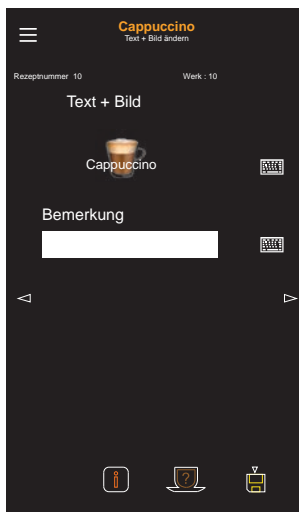 Cappuccino
Text + Bild ändern
Rezeptnummer 10 Werk : 10
Text + Bild
Cappuccino
Bemerkung
?